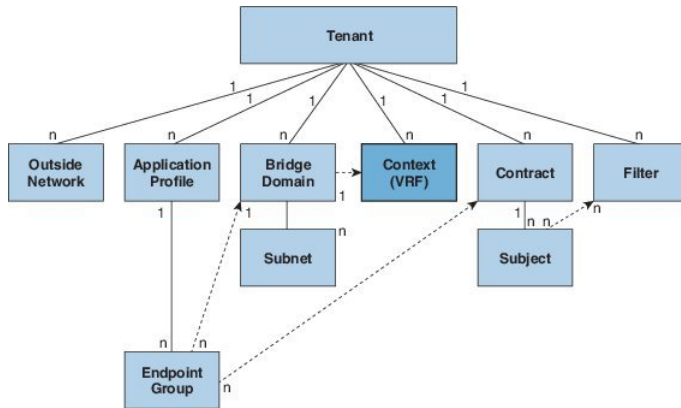 Tenant
1
1
1
1
1
1
n
n
n
n
n
n
Outside
Network
Application
Profile
Bridge
Domain
Context
(VRF)
Contract
Filter
1
1
1
1
n
n
n
n
Subnet
Subject
n
n
n
Endpoint
Group